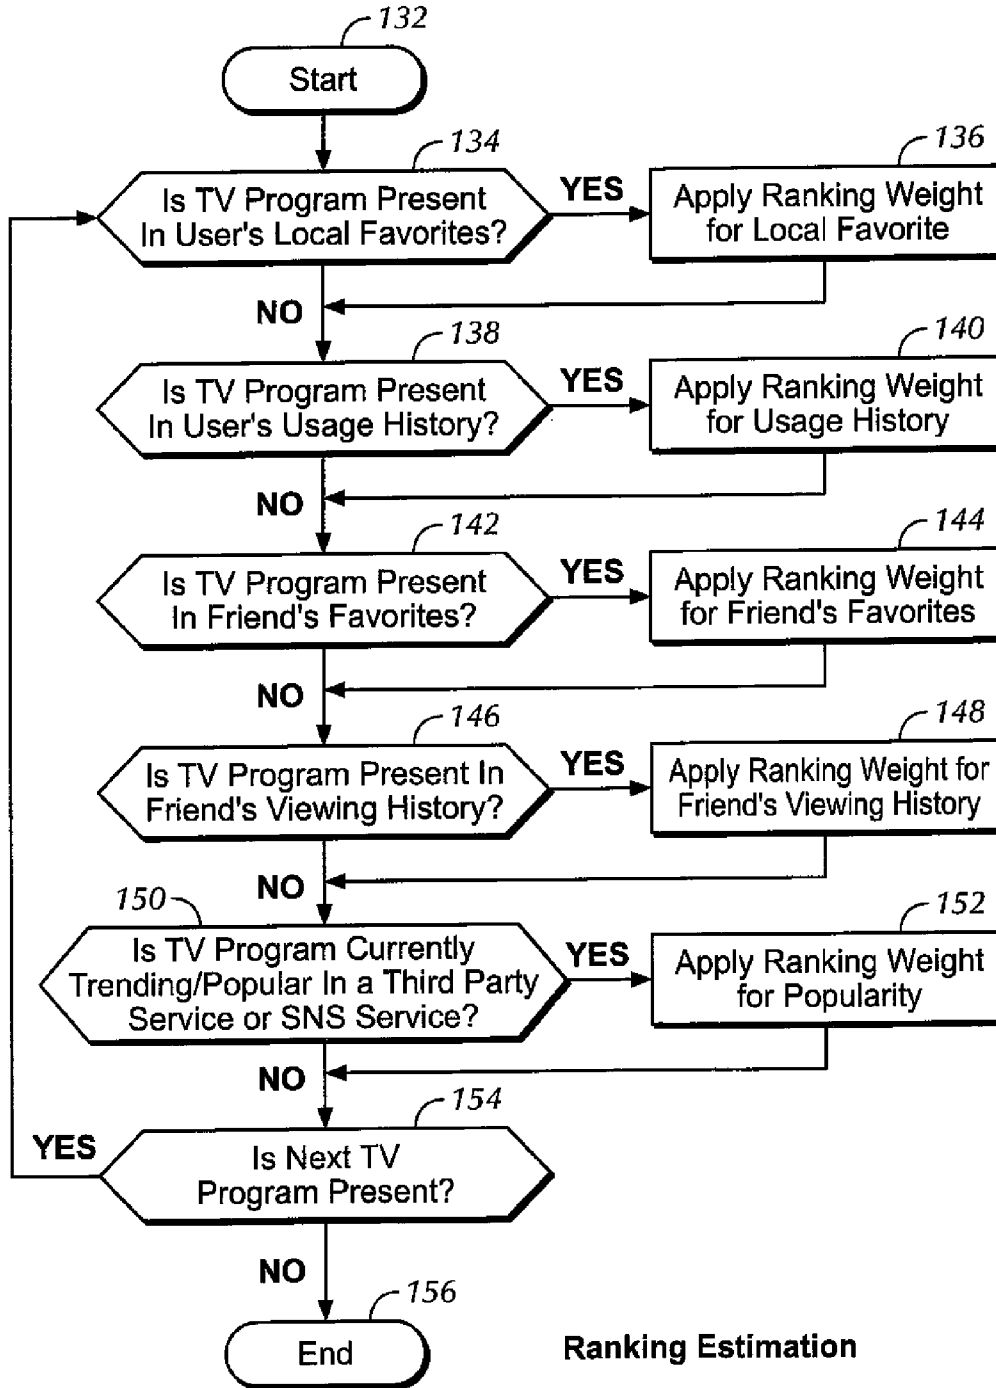 132
Start
134
Is TV Program Present
In User's Local Favorites?
YES
136
Apply Ranking Weight
for Local Favorite
NO
138
Is TV Program Present
In User's Usage History?
YES
140
Apply Ranking Weight
for Usage History
NO
142
Is TV Program Present
In Friend's Favorites?
YES
144
Apply Ranking Weight
for Friend's Favorites
NO
146
Is TV Program Present In
Friend's Viewing History?
YES
148
Apply Ranking Weight for
Friend's Viewing History
NO
150
Is TV Program Currently
Trending/Popular In a Third Party
Service or SNS Service?
YES
152
Apply Ranking Weight
for Popularity
NO
154
Is Next TV
Program Present?
YES
NO
156
End
Ranking Estimation